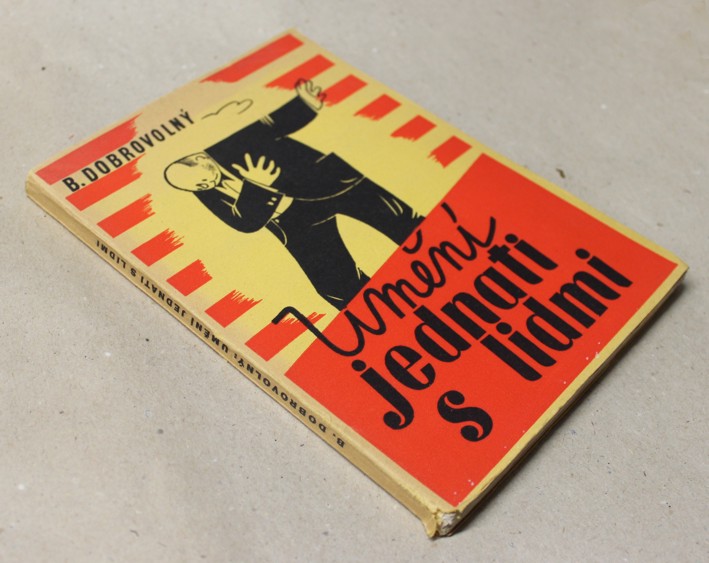 B. DOBROVOLNÝ
Umění
jednati
s lidmi
B. DOBROVOLNÝ: UMĚNÍ JEDNATI S LIDMI